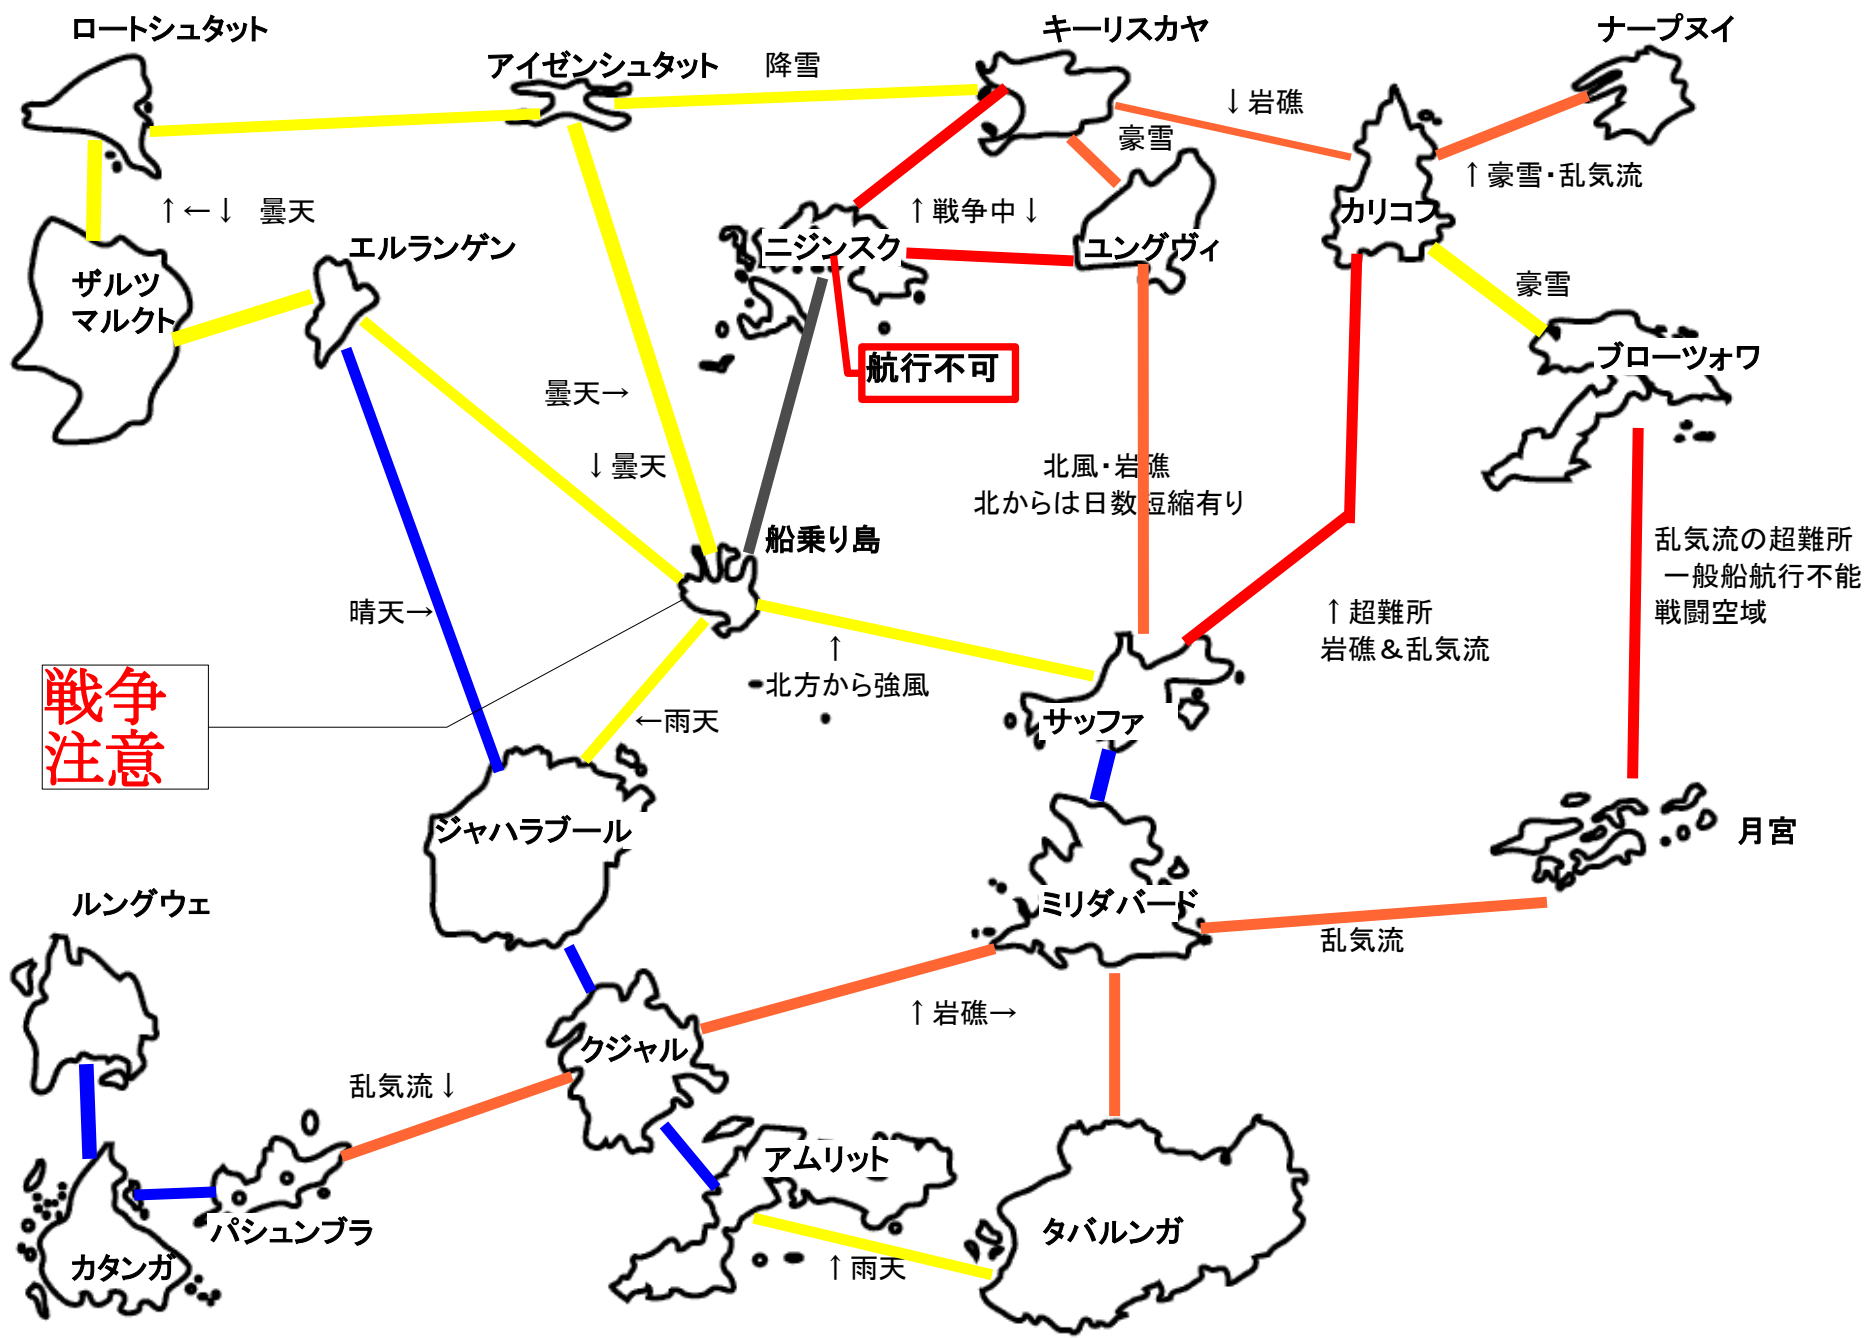 ロートシュタット
アイゼンシュタット
降雪
キーリスカヤ
ナープヌイ
↓岩礁
豪雪
↑豪雪・乱気流
↑←↓ 曇天
↑戦争中↓
カリコフ
エルランゲン
ニジンスク
ユングヴィ
ザルツ
マルクト
豪雪
航行不可
ブローツォワ
曇天→
↓曇天
北風・岩礁
北からは日数短縮有り
船乗り島
乱気流の超難所
一般船航行不能
戦闘空域
晴天→
↑超難所
岩礁&乱気流
↑
北方から強風
戦争
注意
←雨天
サッファ
ジャハラブール
月宮
ルングウェ
ミリダバード
乱気流
↑岩礁→
クジャル
乱気流↓
アムリット
パシュンブラ
タバルンガ
カタンガ
↑雨天